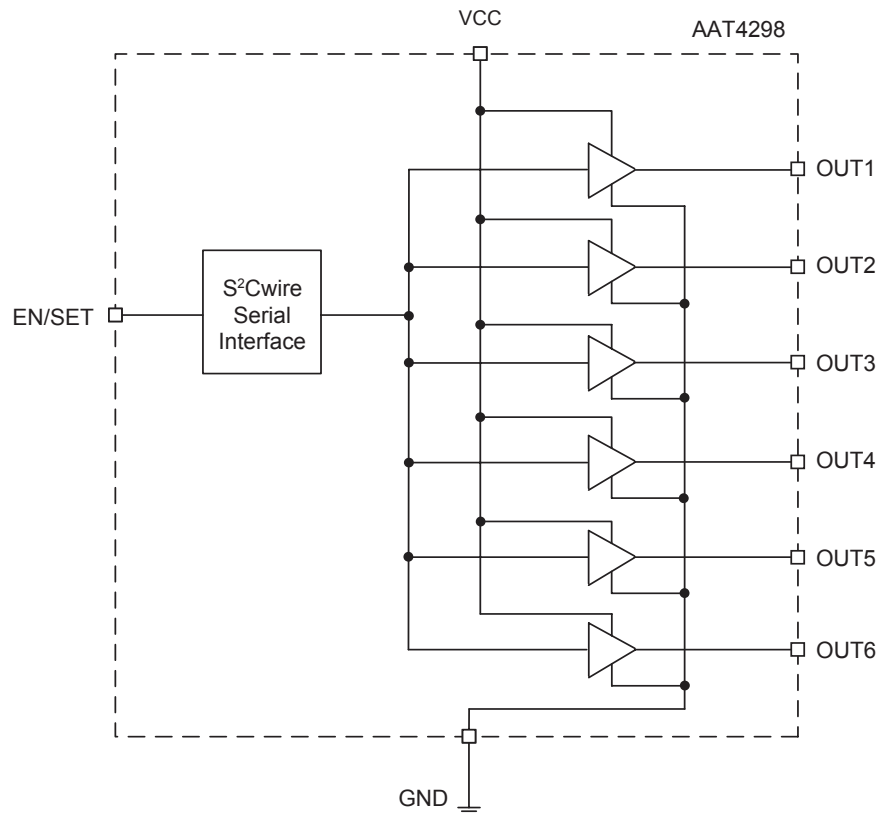 VCC
AAT4298
OUT1
OUT2
S²Cwire
Serial
Interface
EN/SET
OUT3
OUT4
OUT5
OUT6
GND